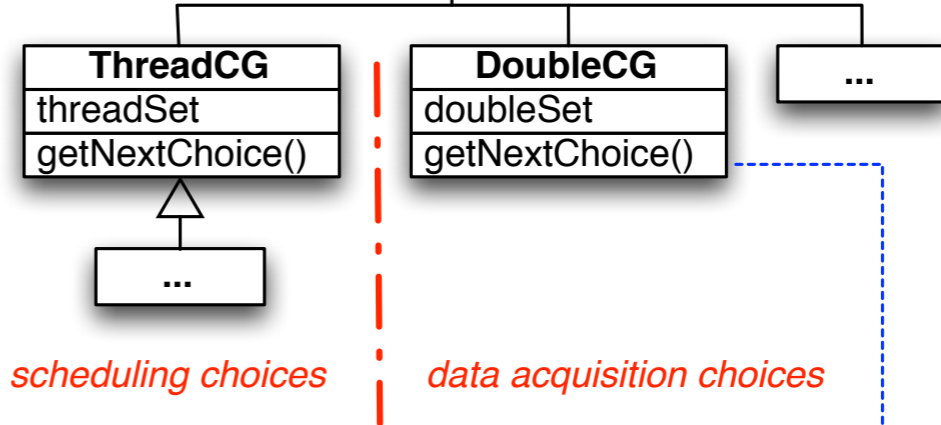 ThreadCG
threadSet
getNextChoice()
DoubleCG
doubleSet
getNextChoice()
...
...
scheduling choices
data acquisition choices